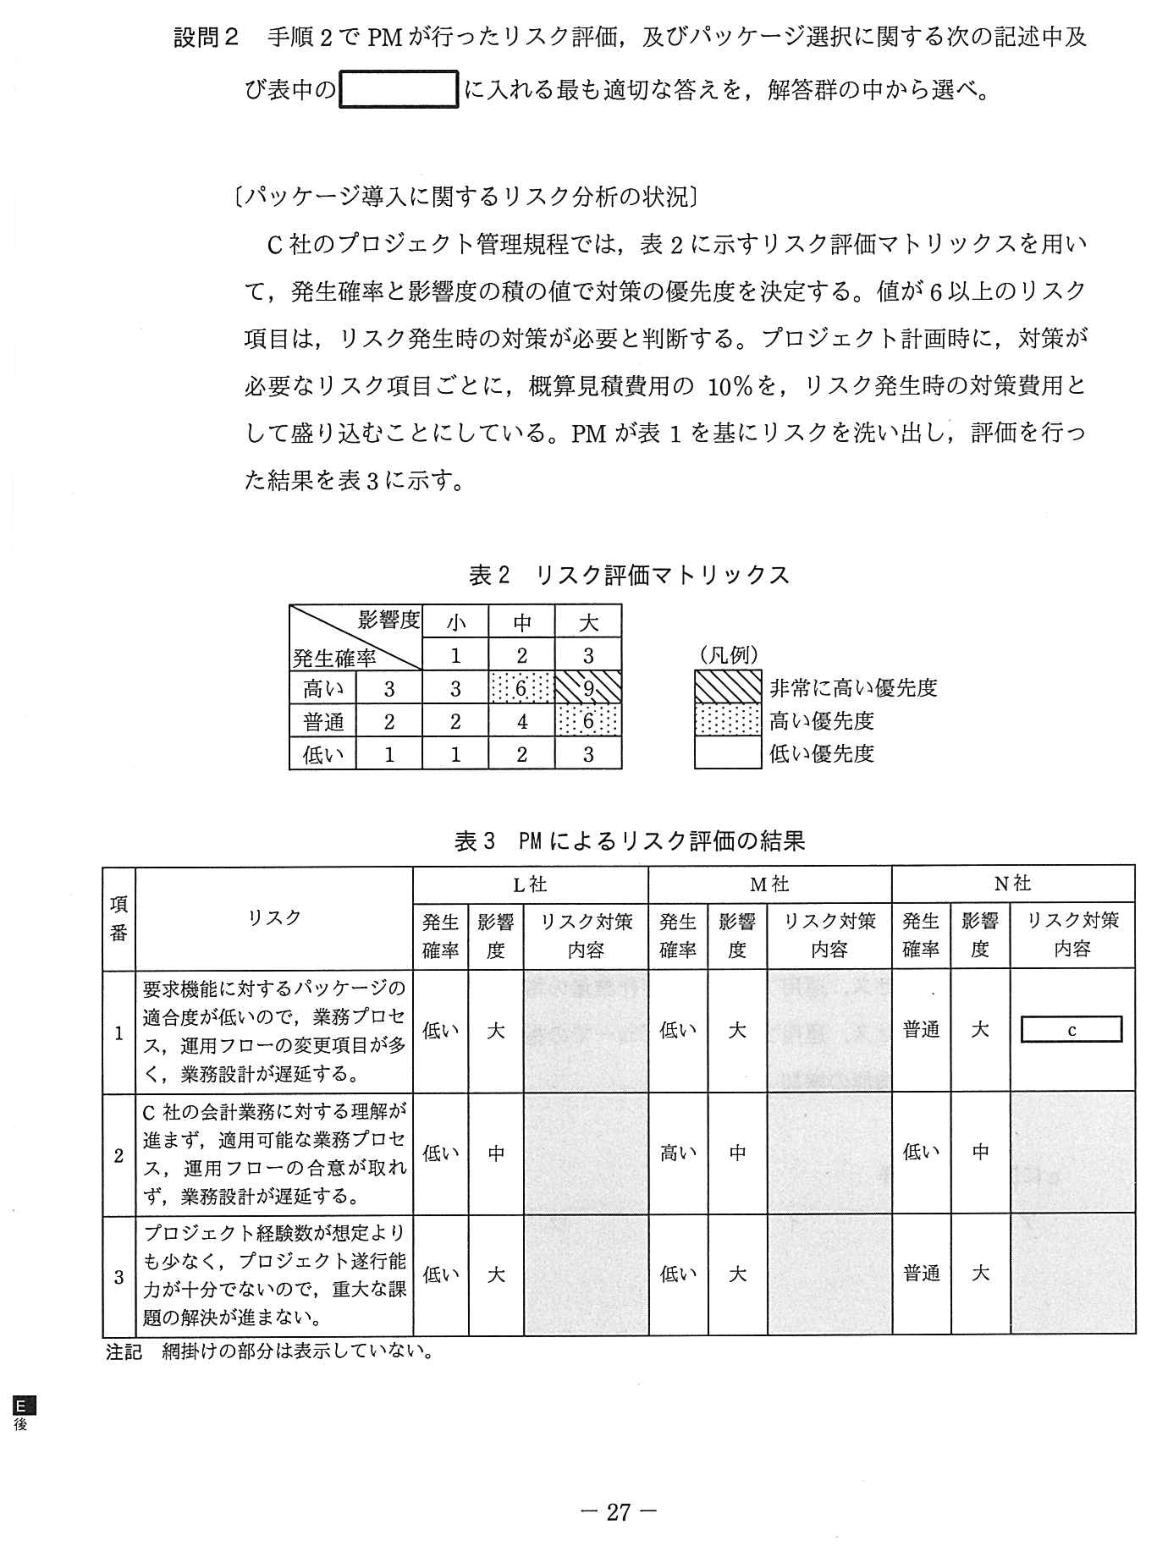 設問2 手順2でPMが行ったリスク評価，及びパッケージ選択に関する次の記述中及
び表中の に入れる最も適切な答えを，解答群の中から選べ。
〔パッケージ導入に関するリスク分析の状況〕
C社のプロジェクト管理規程では，表2に示すリスク評価マトリックスを用い
て，発生確率と影響度の積の値で対策の優先度を決定する。値が6以上のリスク
項目は，リスク発生時の対策が必要と判断する。プロジェクト計画時に，対策が
必要なリスク項目ごとに，概算見積費用の 10％を，リスク発生時の対策費用と
して盛り込むことにしている。PMが表1を基にリスクを洗い出し，評価を行っ
た結果を表3に示す。
表2 リスク評価マトリックス
影響度 小 中 大
発生確率 1 2 3
高い 3 3 6 9
普通 2 2 4 6
低い 1 1 2 3
（凡例）
非常に高い優先度
高い優先度
低い優先度
表3 PMによるリスク評価の結果
項番 リスク L社 M社 N社
発生確率 影響度 リスク対策内容 発生確率 影響度 リスク対策内容 発生確率 影響度 リスク対策内容
1
要求機能に対するパッケージの
適合度が低いので，業務プロセ
ス，運用フローの変更項目が多
く，業務設計が遅延する。
低い 大 低い 大 普通 大 c
2
C 社の会計業務に対する理解が
進まず，適用可能な業務プロセ
ス，運用フローの合意が取れ
ず，業務設計が遅延する。
低い 中 高い 中 低い 中
3
プロジェクト経験数が想定より
も少なく，プロジェクト遂行能
力が十分でないので，重大な課
題の解決が進まない。
低い 大 低い 大 普通 大
注記 網掛けの部分は表示していない。
E
後
－ 27 －